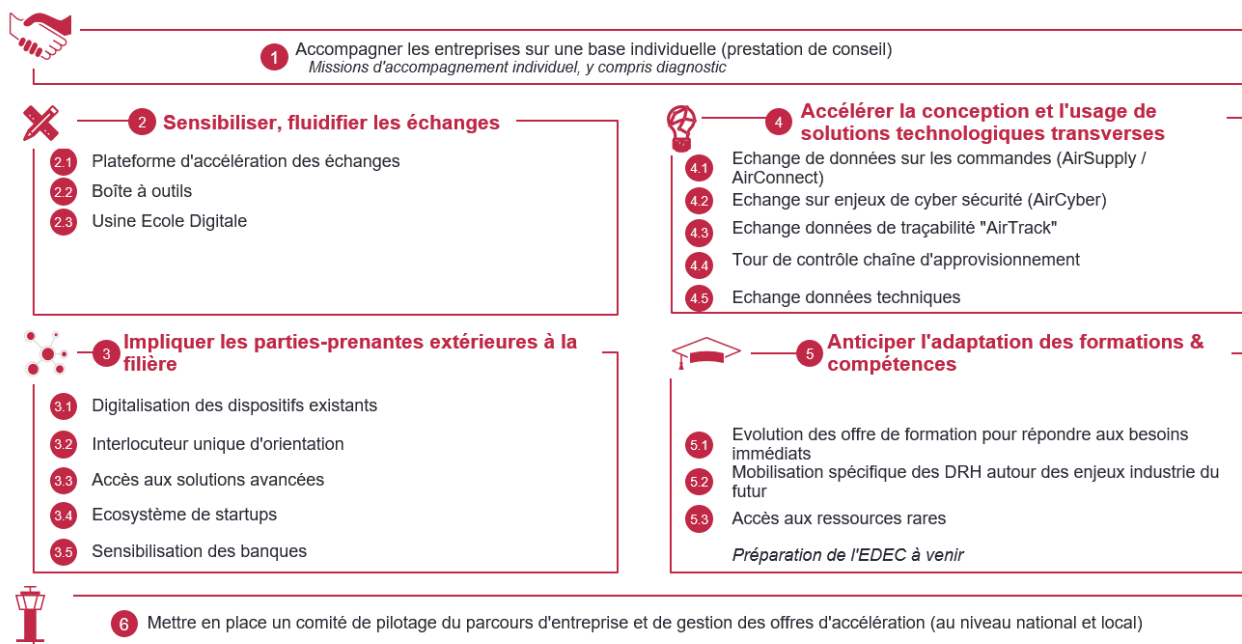 1 Accompagner les entreprises sur une base individuelle (prestation de conseil)
Missions d'accompagnement individuel, y compris diagnostic
2 Sensibiliser, fluidifier les échanges
2.1 Plateforme d'accélération des échanges
2.2 Boîte à outils
2.3 Usine Ecole Digitale
3 Impliquer les parties-prenantes extérieures à la
filière
3.1 Digitalisation des dispositifs existants
3.2 Interlocuteur unique d'orientation
3.3 Accès aux solutions avancées
3.4 Ecosystème de startups
3.5 Sensibilisation des banques
4 Accélérer la conception et l'usage de
solutions technologiques transverses
4.1 Echange de données sur les commandes (AirSupply /
AirConnect)
4.2 Echange sur enjeux de cyber sécurité (AirCyber)
4.3 Echange données de traçabilité "AirTrack"
4.4 Tour de contrôle chaîne d'approvisionnement
4.5 Echange données techniques
5 Anticiper l'adaptation des formations &
compétences
5.1 Evolution des offre de formation pour répondre aux besoins
immédiats
5.2 Mobilisation spécifique des DRH autour des enjeux industrie du
futur
5.3 Accès aux ressources rares
Préparation de l'EDEC à venir
6 Mettre en place un comité de pilotage du parcours d'entreprise et de gestion des offres d'accélération (au niveau national et local)